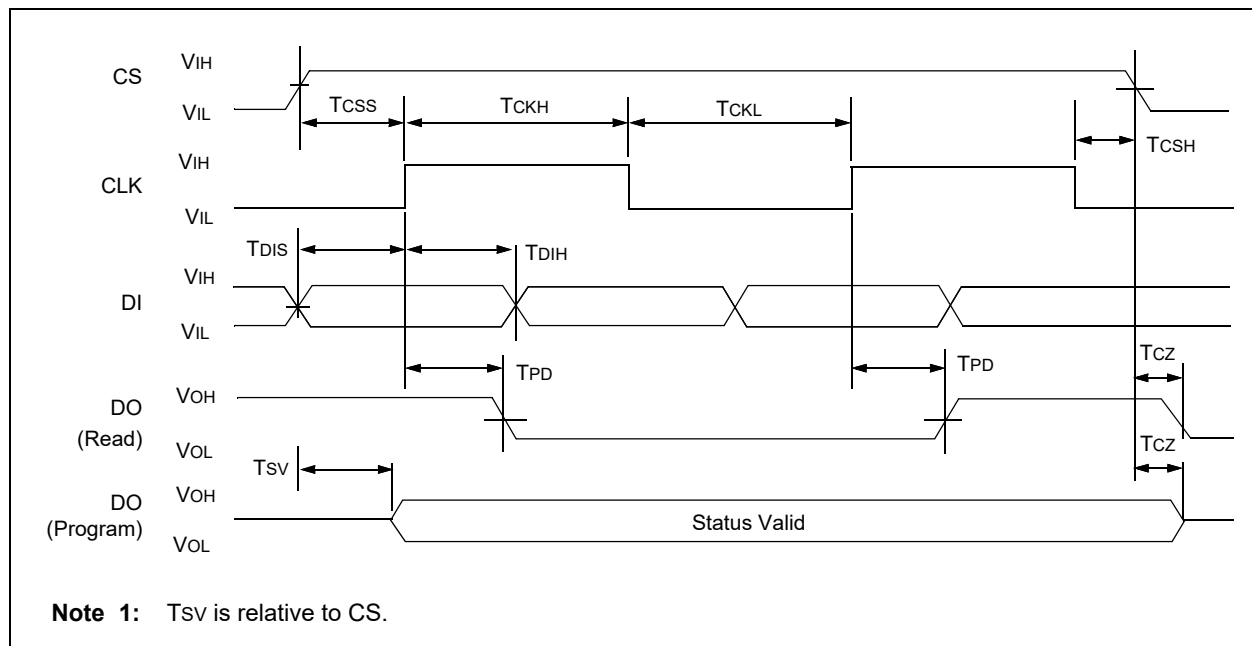 CS
VIH
VIL
TCSS
TCKH
TCKL
TCSH
CLK
VIH
VIL
TDIS
TDIH
DI
VIH
VIL
TPD
TPD
TCZ
DO
(Read)
VOH
VOL
TCZ
TSV
DO
(Program)
VOH
VOL
Status Valid
Note 1: TSV is relative to CS.